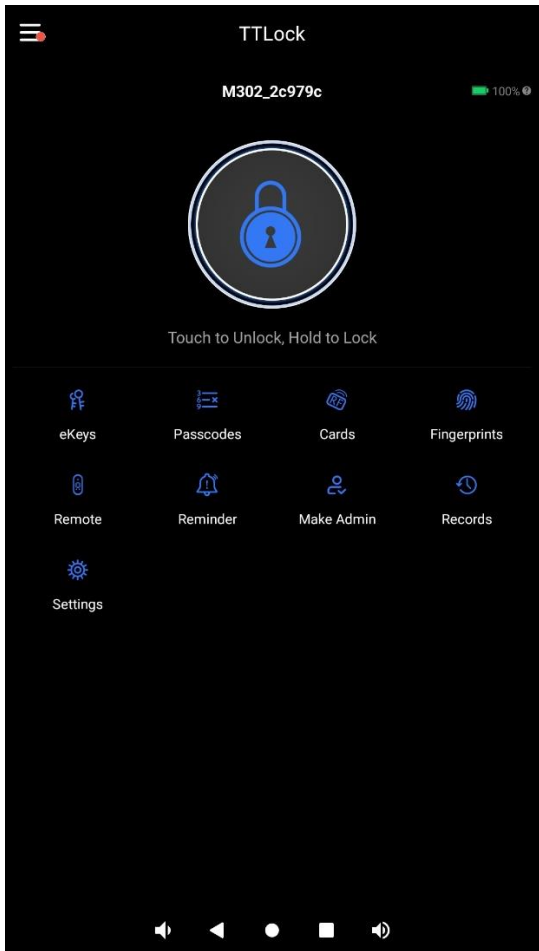 TTLock
M302_2c979c
100%
Touch to Unlock, Hold to Lock
eKeys Passcodes Cards Fingerprints
Remote Reminder Make Admin Records
Settings